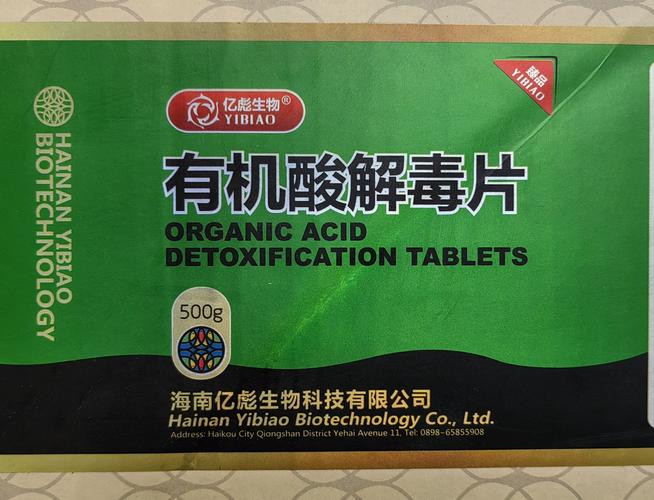 HAINAN YIBIAO
BIOTECHNOLOGY
亿彪生物®
YIBIAO
臻品
YIBIAO
有机酸解毒片
ORGANIC ACID
DETOXIFICATION TABLETS
500g
海南亿彪生物科技有限公司
Hainan Yibiao Biotechnology Co., Ltd.
Address: Haikou City Qiongshan District Yehai Avenue 11, Tel: 0898-65855908